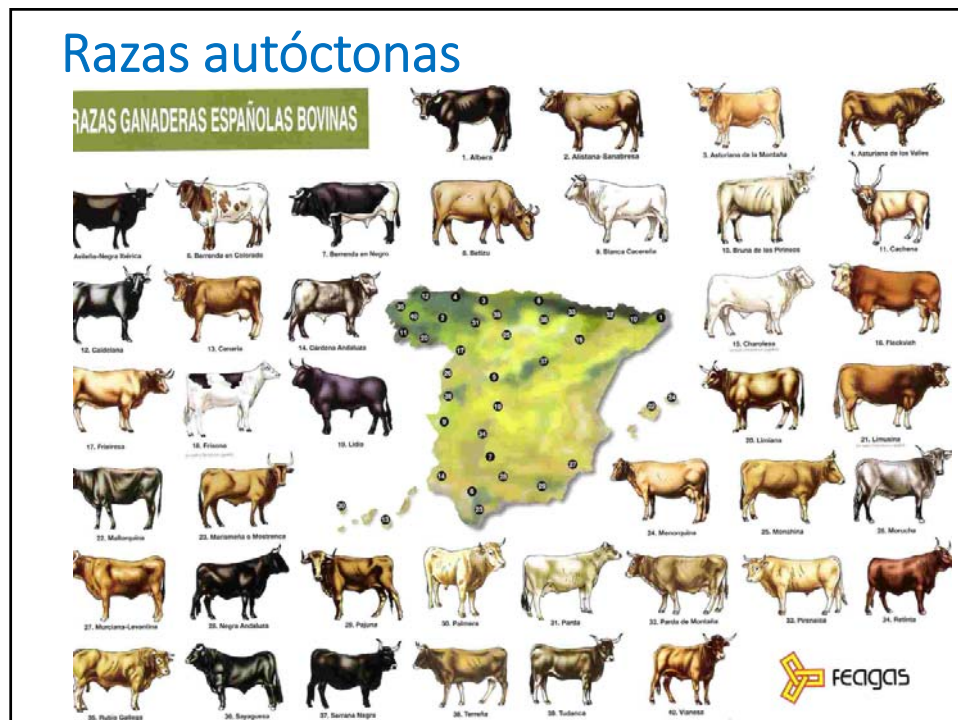 Razas autóctonas
RAZAS GANADERAS ESPAÑOLAS BOVINAS
1. Albera
2. Alistana-Sanabresa
3. Asturiana de la Montaña
4. Asturiana de los Valles
Avileña-Negra Ibérica
6. Berrenda en Colorado
7. Berrenda en Negro
8. Betizu
9. Blanca Cacereña
10. Bruna de los Pirineos
11. Cachena
12. Caldelana
13. Canaria
14. Cárdena Andaluza
15. Charolesa
16. Fleckvieh
17. Frieiresa
18. Frisona
19. Lidia
20. Limiana
21. Limusina
22. Mallorquina
23. Marismeña o Mostrenca
24. Menorquina
25. Monchina
26. Morucha
27. Murciana-Levantina
28. Negra Andaluza
29. Pajuna
30. Palmera
31. Parda
32. Parda de Montaña
33. Pirenaica
34. Retinta
35. Rubia Gallega
36. Sayaguesa
37. Serrana Negra
38. Terreña
39. Tudanca
40. Vianesa
FEAGAS